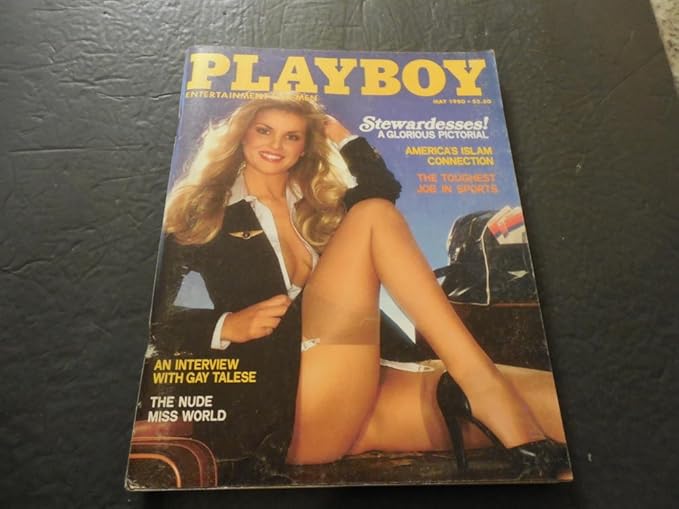 PLAYBOY
ENTERTAINMENT MEN
MAY 1980 • $2.50
Stewardesses!
A GLORIOUS PICTORIAL
AMERICA'S ISLAM
CONNECTION
THE TOUGHEST
JOB IN SPORTS
AN INTERVIEW
WITH GAY TALESE
THE NUDE
MISS WORLD